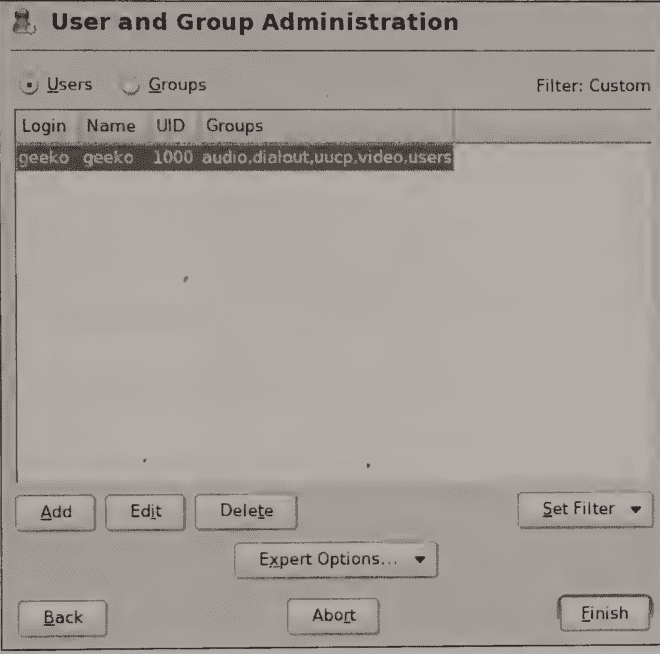 User and Group Administration
Users Groups Filter: Custom
Login Name UID Groups
geeko geeko 1000 audio,dialout,uucp,video,users
Add Edit Delete Set Filter
Expert Options...
Back Abort Finish